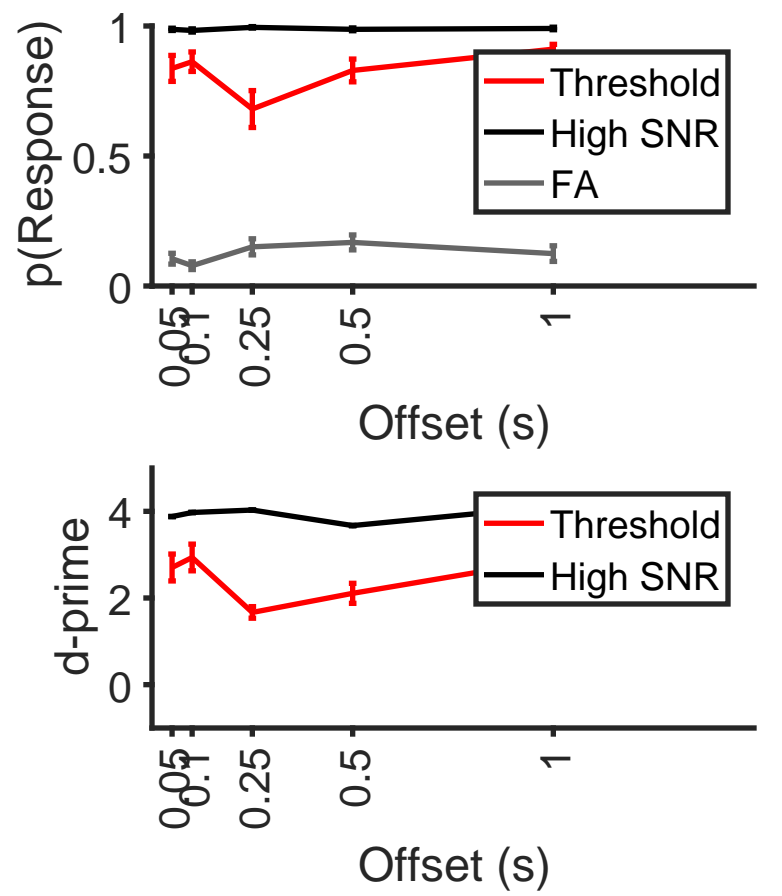 p(Response)
1
0.5
0
Threshold
High SNR
FA
0.05
0.1
0.25
0.5
1
Offset (s)
d-prime
4
2
0
Threshold
High SNR
0.05
0.1
0.25
0.5
1
Offset (s)